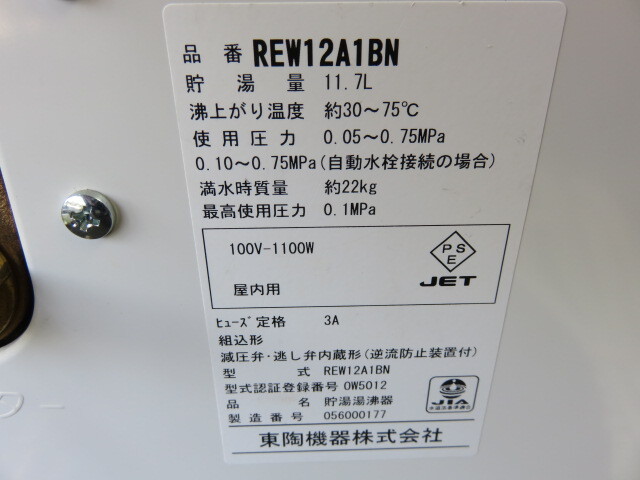 品番 REW12A1BN
貯湯量 11.7L
沸上がり温度 約30～75℃
使用圧力 0.05～0.75MPa
0.10～0.75MPa(自動水栓接続の場合)
満水時質量 約22kg
最高使用圧力 0.1MPa
100V-1100W
屋内用
PSE
JET
ﾋｭｰｽﾞ定格 3A
組込形
減圧弁・逃し弁内蔵形(逆流防止装置付)
型式 REW12A1BN
型式認証登録番号 OW5012
品名 貯湯湯沸器
製造番号 056000177
JIA
東陶機器株式会社